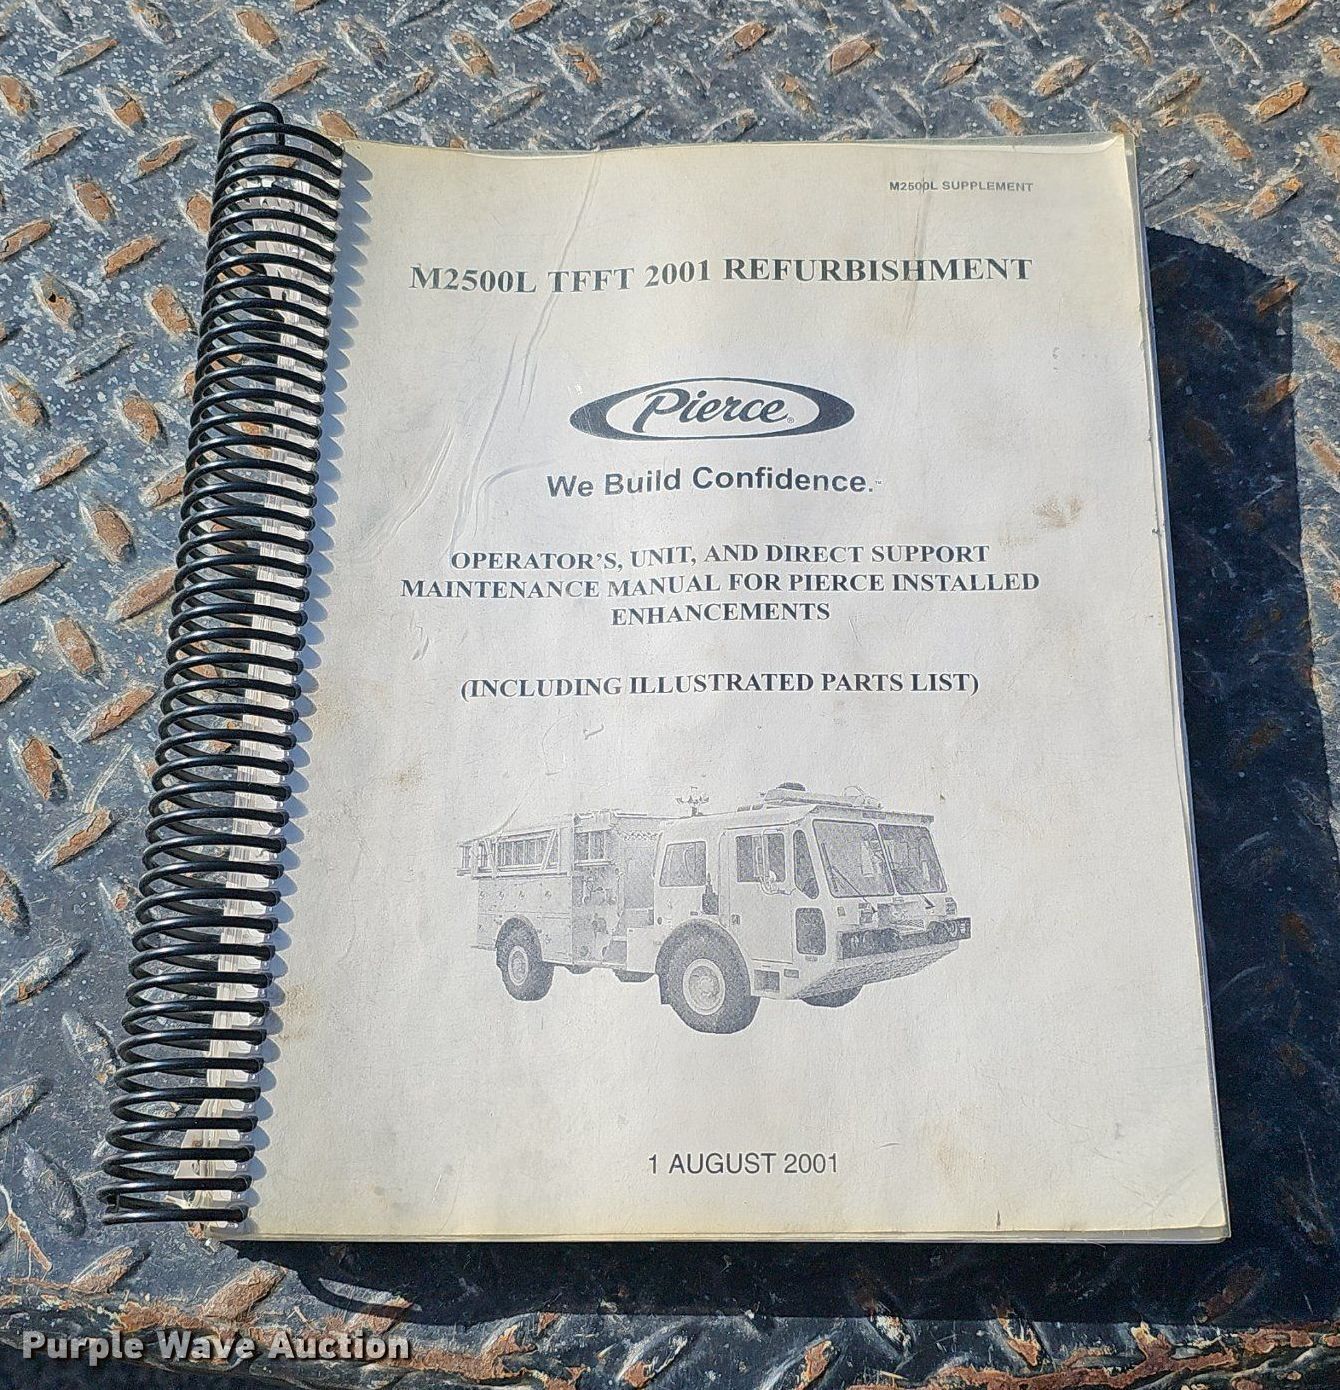 M2500L SUPPLEMENT
M2500L TFFT 2001 REFURBISHMENT
Pierce®
We Build Confidence.™
OPERATOR'S, UNIT, AND DIRECT SUPPORT
MAINTENANCE MANUAL FOR PIERCE INSTALLED
ENHANCEMENTS
(INCLUDING ILLUSTRATED PARTS LIST)
1 AUGUST 2001
Purple Wave Auction